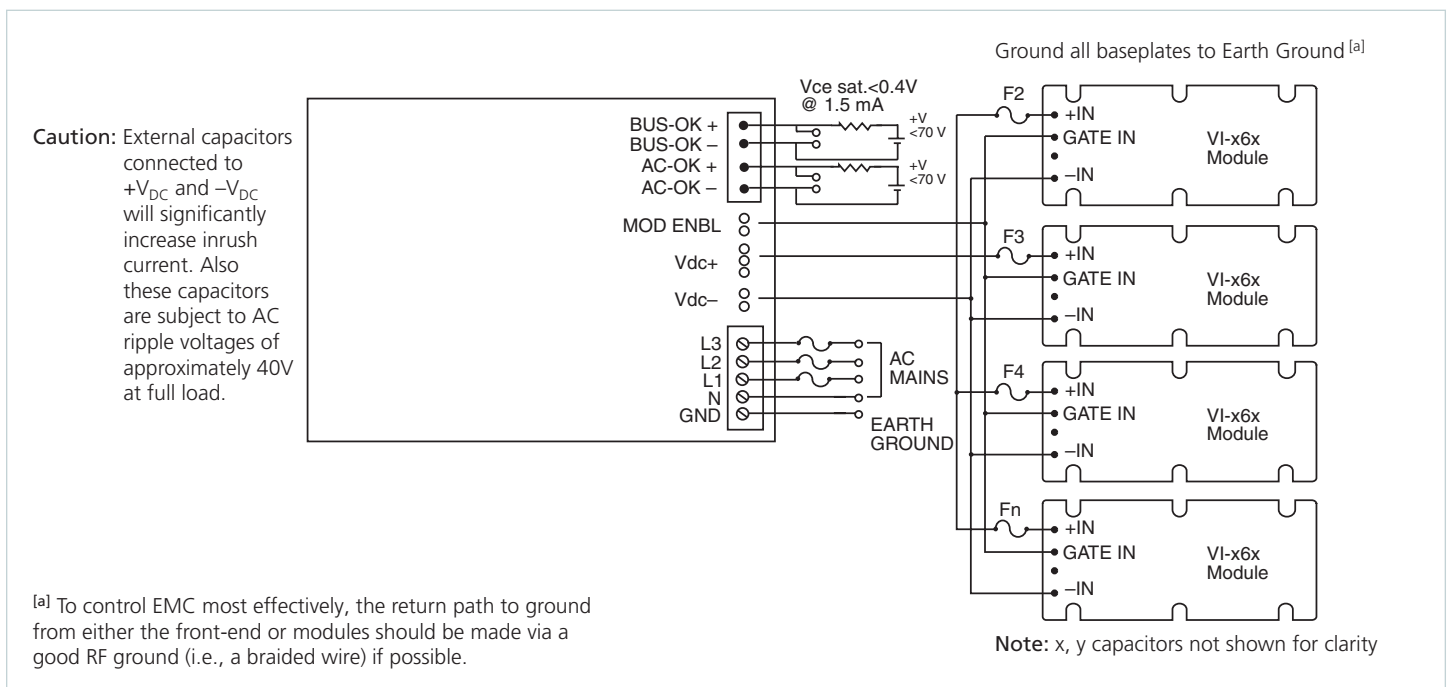 Ground all baseplates to Earth Ground [a]
Caution: External capacitors
connected to
+VDC and –VDC
will significantly
increase inrush
current. Also
these capacitors
are subject to AC
ripple voltages of
approximately 40V
at full load.
Vce sat.<0.4V
@ 1.5 mA
BUS-OK +
BUS-OK –
AC-OK +
AC-OK –
+V
<70 V
+V
<70 V
MOD ENBL
Vdc+
Vdc–
L3
L2
L1
N
GND
AC
MAINS
EARTH
GROUND
F2
+IN
GATE IN
–IN
VI-x6x
Module
F3
+IN
GATE IN
–IN
VI-x6x
Module
F4
+IN
GATE IN
–IN
VI-x6x
Module
Fn
+IN
GATE IN
–IN
VI-x6x
Module
[a] To control EMC most effectively, the return path to ground
from either the front-end or modules should be made via a
good RF ground (i.e., a braided wire) if possible.
Note: x, y capacitors not shown for clarity